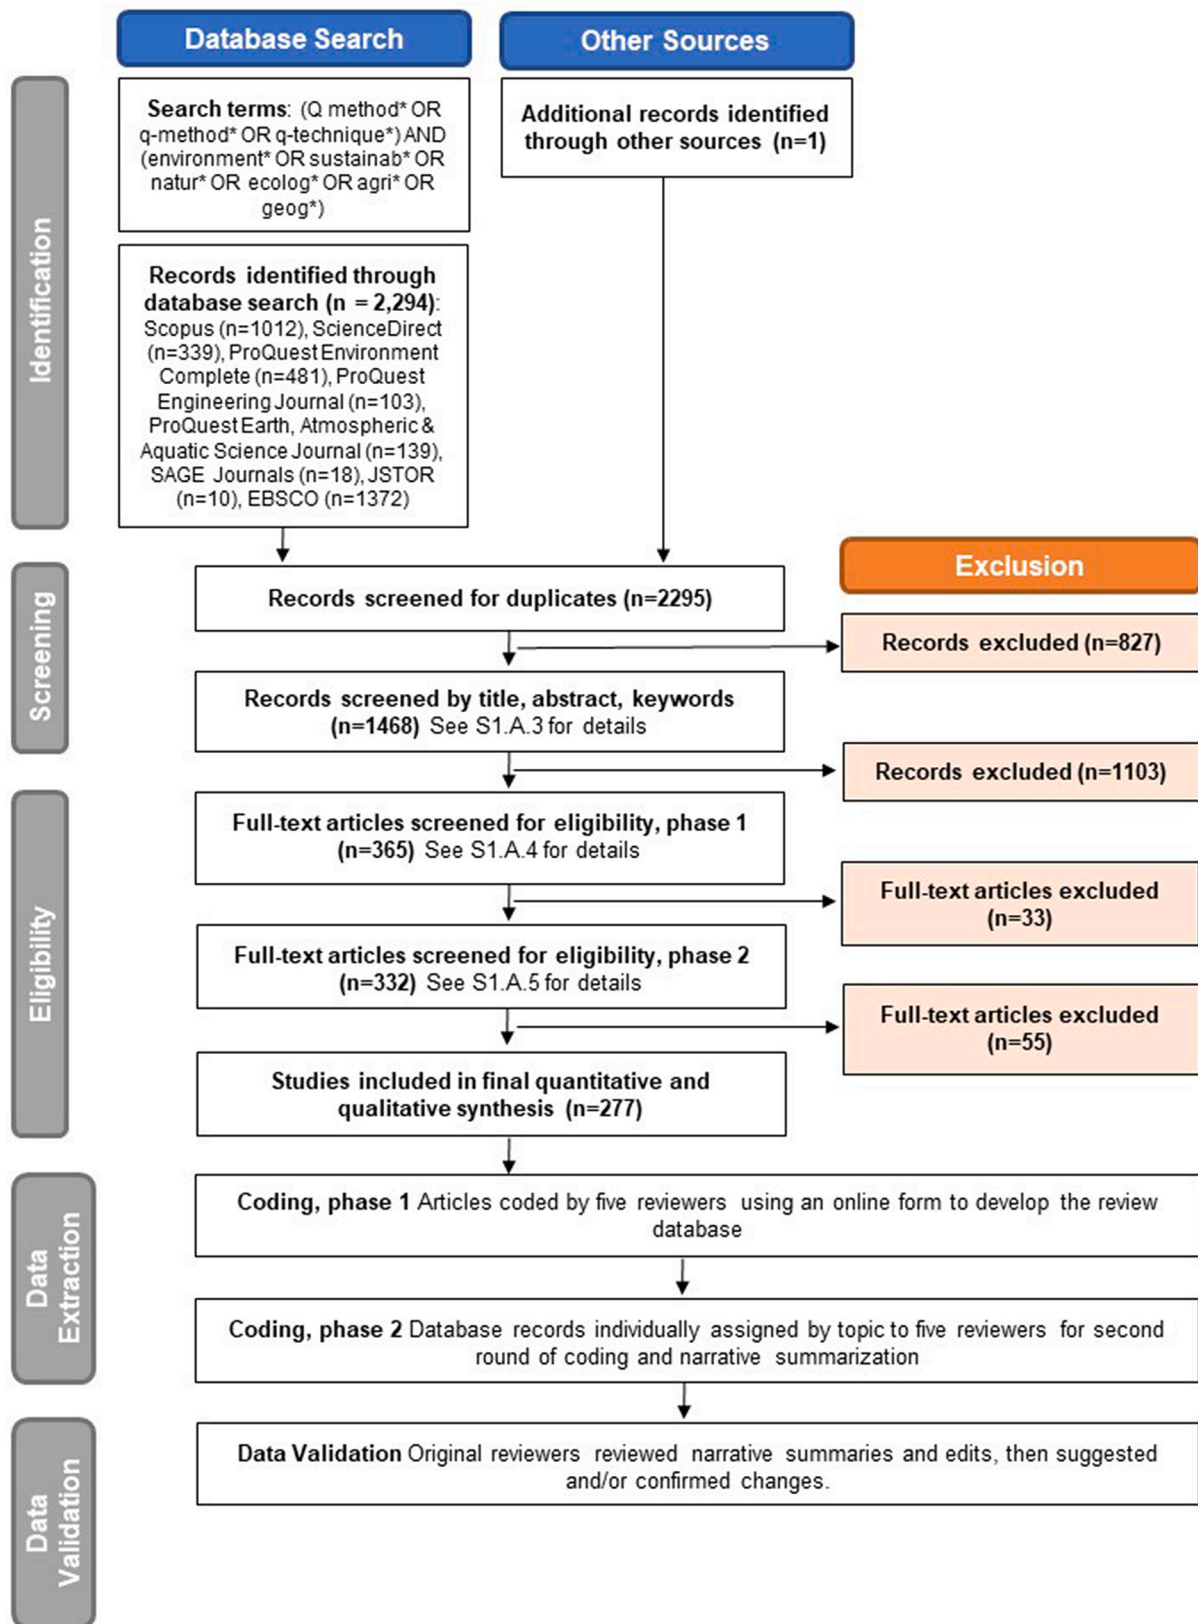 Database Search
Other Sources
Identification
Search terms: (Q method* OR
q-method* OR q-technique*) AND
(environment* OR sustainab* OR
natur* OR ecolog* OR agri* OR
geog*)
Additional records identified
through other sources (n=1)
Records identified through
database search (n = 2,294):
Scopus (n=1012), ScienceDirect
(n=339), ProQuest Environment
Complete (n=481), ProQuest
Engineering Journal (n=103),
ProQuest Earth, Atmospheric &
Aquatic Science Journal (n=139),
SAGE Journals (n=18), JSTOR
(n=10), EBSCO (n=1372)
Exclusion
Screening
Records screened for duplicates (n=2295)
Records excluded (n=827)
Records screened by title, abstract, keywords
(n=1468) See S1.A.3 for details
Records excluded (n=1103)
Eligibility
Full-text articles screened for eligibility, phase 1
(n=365) See S1.A.4 for details
Full-text articles excluded
(n=33)
Full-text articles screened for eligibility, phase 2
(n=332) See S1.A.5 for details
Full-text articles excluded
(n=55)
Studies included in final quantitative and
qualitative synthesis (n=277)
Data
Extraction
Coding, phase 1 Articles coded by five reviewers using an online form to develop the review
database
Coding, phase 2 Database records individually assigned by topic to five reviewers for second
round of coding and narrative summarization
Data
Validation
Data Validation Original reviewers reviewed narrative summaries and edits, then suggested
and/or confirmed changes.